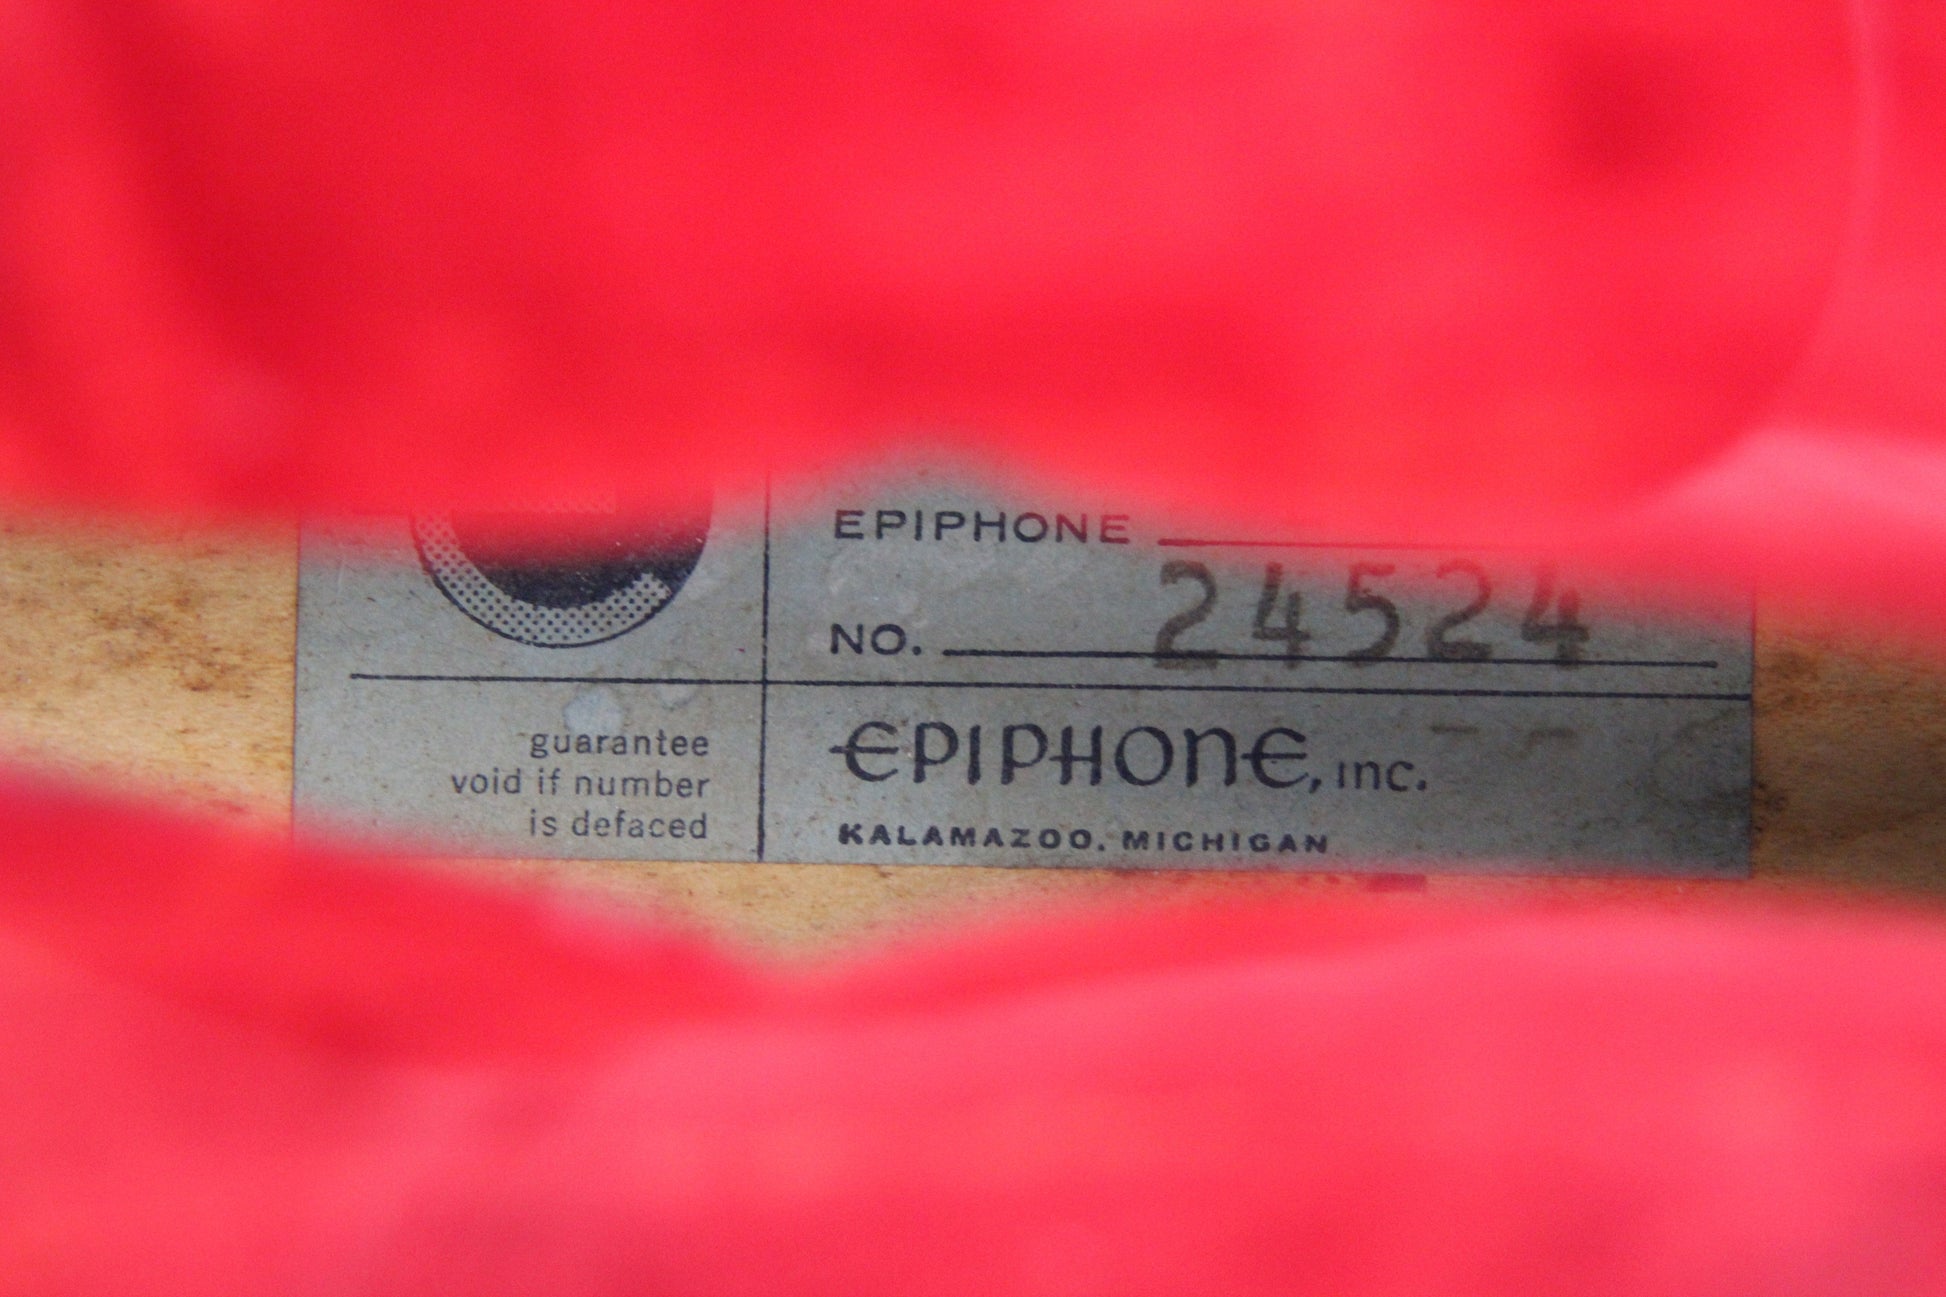 EPIPHONE
NO. 24524
guarantee
void if number
is defaced
EPIPHONE, INC.
KALAMAZOO, MICHIGAN